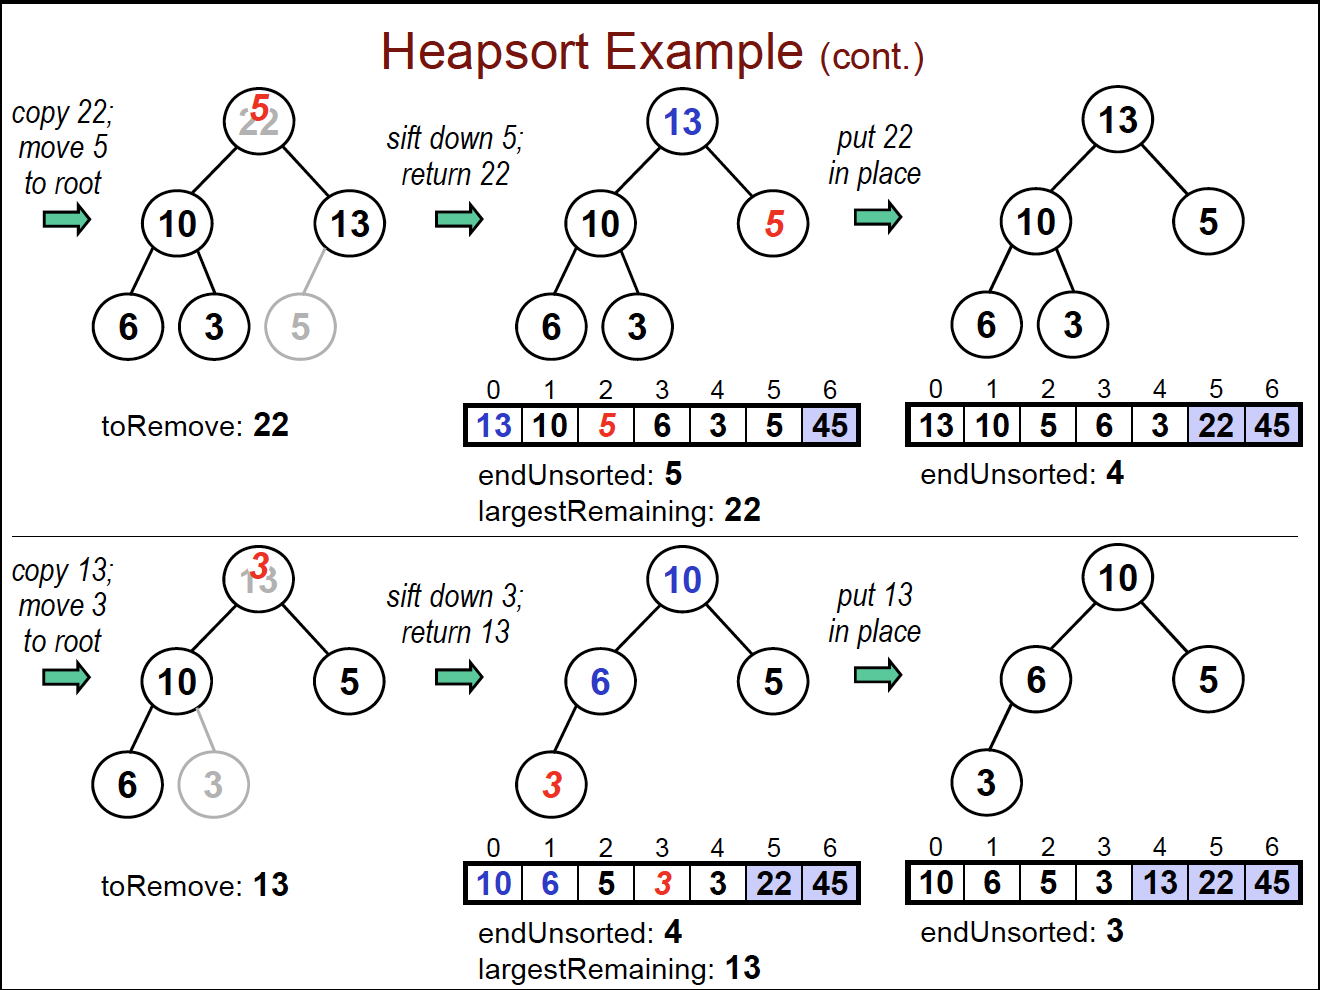 Heapsort Example (cont.)
copy 22;
move 5
to root
5
22
10
13
6
3
5
toRemove: 22
sift down 5;
return 22
13
10
5
6
3
0 1 2 3 4 5 6
13 10 5 6 3 5 45
endUnsorted: 5
largestRemaining: 22
put 22
in place
13
10
5
6
3
0 1 2 3 4 5 6
13 10 5 6 3 22 45
endUnsorted: 4
copy 13;
move 3
to root
3
13
10
5
6
3
toRemove: 13
sift down 3;
return 13
10
6
5
3
0 1 2 3 4 5 6
10 6 5 3 3 22 45
endUnsorted: 4
largestRemaining: 13
put 13
in place
10
6
5
3
0 1 2 3 4 5 6
10 6 5 3 13 22 45
endUnsorted: 3